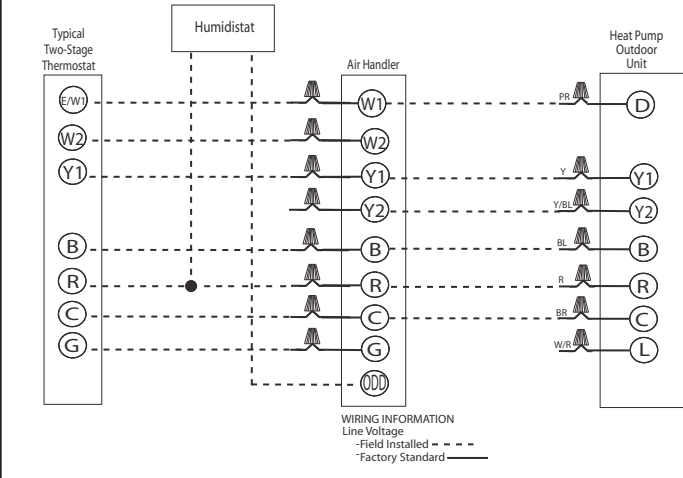 Humidistat
Typical
Two-Stage
Thermostat
Air Handler
Heat Pump
Outdoor
Unit
E/W1
W1
PR
D
W2
W2
Y1
Y1
Y
Y1
Y2
Y/BL
Y2
B
B
BL
B
R
R
R
R
C
C
BR
C
G
G
W/R
L
ODD
WIRING INFORMATION
Line Voltage
-Field Installed
-Factory Standard